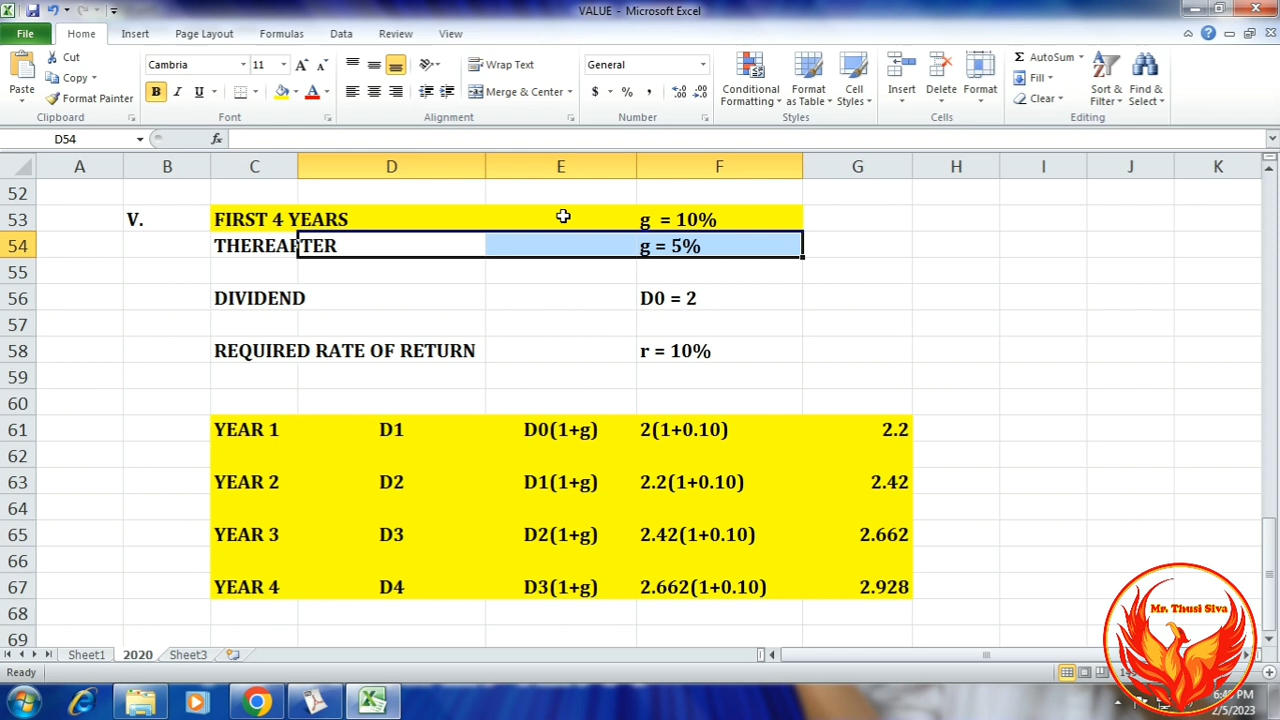 VALUE - Microsoft Excel
File Home Insert Page Layout Formulas Data Review View
Paste
Cut
Copy
Format Painter
Clipboard
Cambria 11
B I U
Font
Wrap Text
Merge & Center
Alignment
General
$ % ,
Number
Conditional Formatting
Format as Table
Cell Styles
Styles
Insert
Delete
Format
Cells
Σ AutoSum
Fill
Clear
Sort & Filter
Find & Select
Editing
D54 fx
A B C D E F G H I J K
52
53 V. FIRST 4 YEARS g = 10%
54 THEREAFTER g = 5%
55
56 DIVIDEND D0 = 2
57
58 REQUIRED RATE OF RETURN r = 10%
59
60
61 YEAR 1 D1 D0(1+g) 2(1+0.10) 2.2
62
63 YEAR 2 D2 D1(1+g) 2.2(1+0.10) 2.42
64
65 YEAR 3 D3 D2(1+g) 2.42(1+0.10) 2.662
66
67 YEAR 4 D4 D3(1+g) 2.662(1+0.10) 2.928
68
69
Mr. Thusi Siva
Sheet1 2020 Sheet3
Ready
2/5/2023